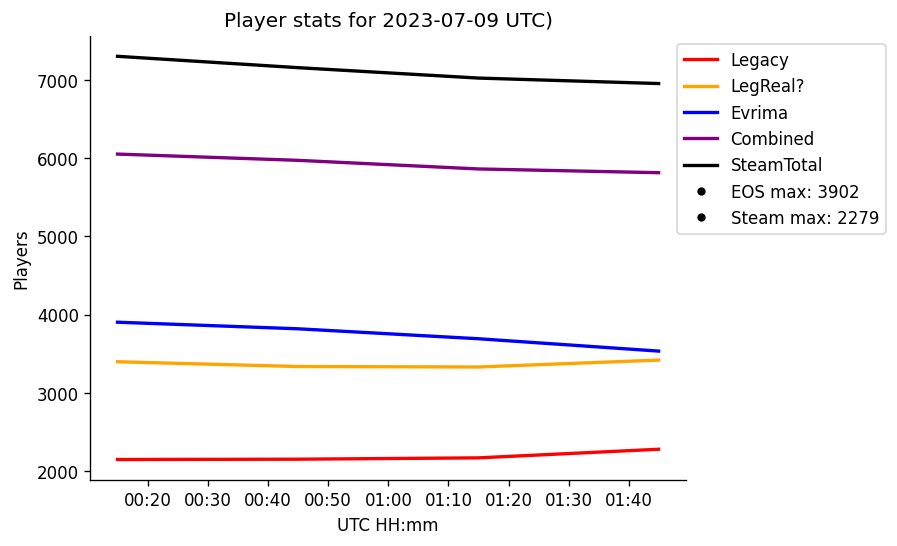 Player stats for 2023-07-09 UTC)
Legacy
LegReal?
Evrima
Combined
SteamTotal
EOS max: 3902
Steam max: 2279
Players
7000
6000
5000
4000
3000
2000
00:20 00:30 00:40 00:50 01:00 01:10 01:20 01:30 01:40
UTC HH:mm